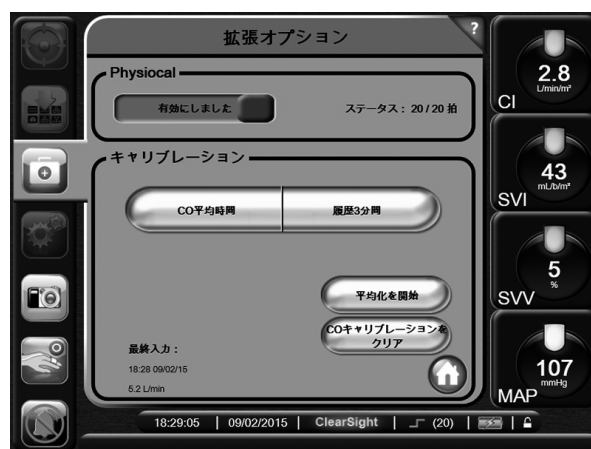 拡張オプション
?
Physiocal
有効にしました
ステータス： 20 / 20 拍
キャリブレーション
CO平均時間
履歴3分間
平均化を開始
COキャリブレーションを
クリア
最終入力：
18:28 09/02/15
5.2 L/min
2.8
L/min/m²
CI
43
mL/b/m²
SVI
5
%
SVV
107
mmHg
MAP
18:29:05 | 09/02/2015 | ClearSight | (20)